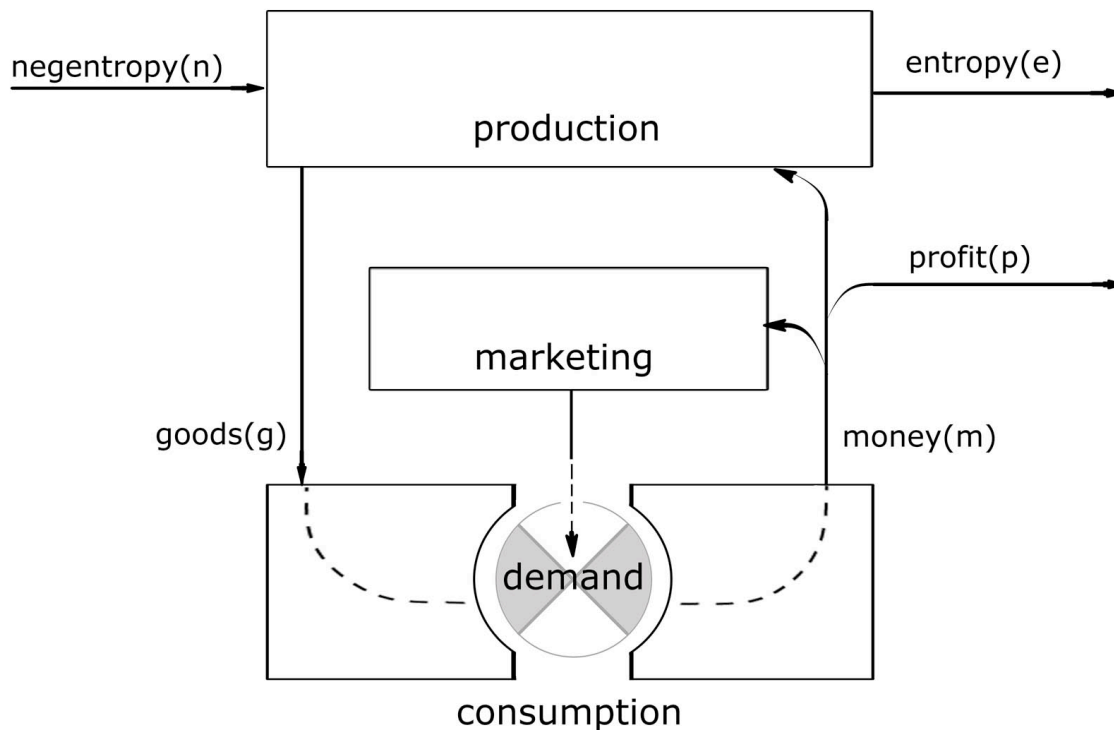 negentropy(n)
entropy(e)
production
profit(p)
marketing
goods(g)
money(m)
demand
consumption